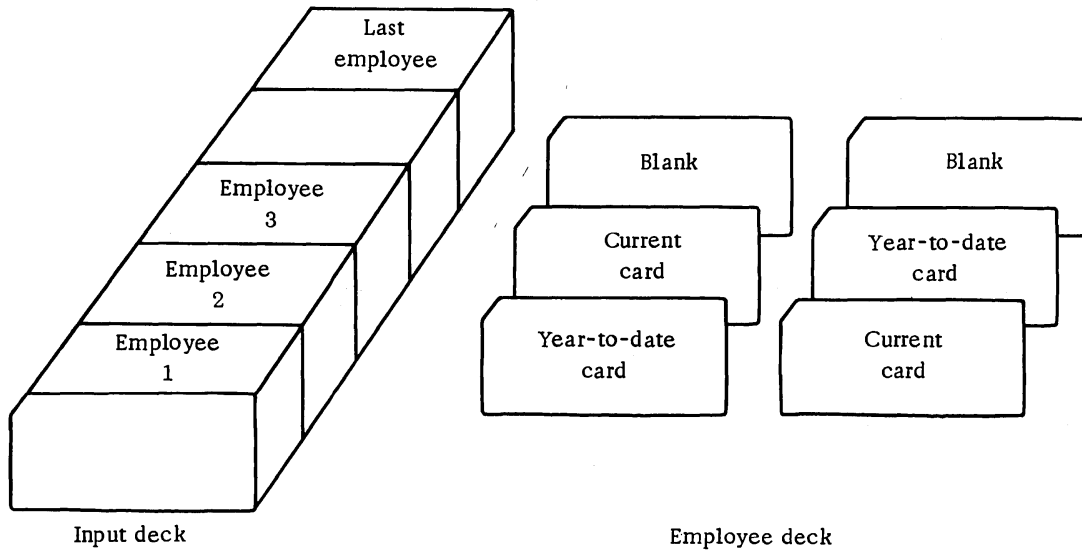 Last
employee
Employee
3
Employee
2
Employee
1
Input deck
Blank
Current
card
Year-to-date
card
Blank
Year-to-date
card
Current
card
Employee deck